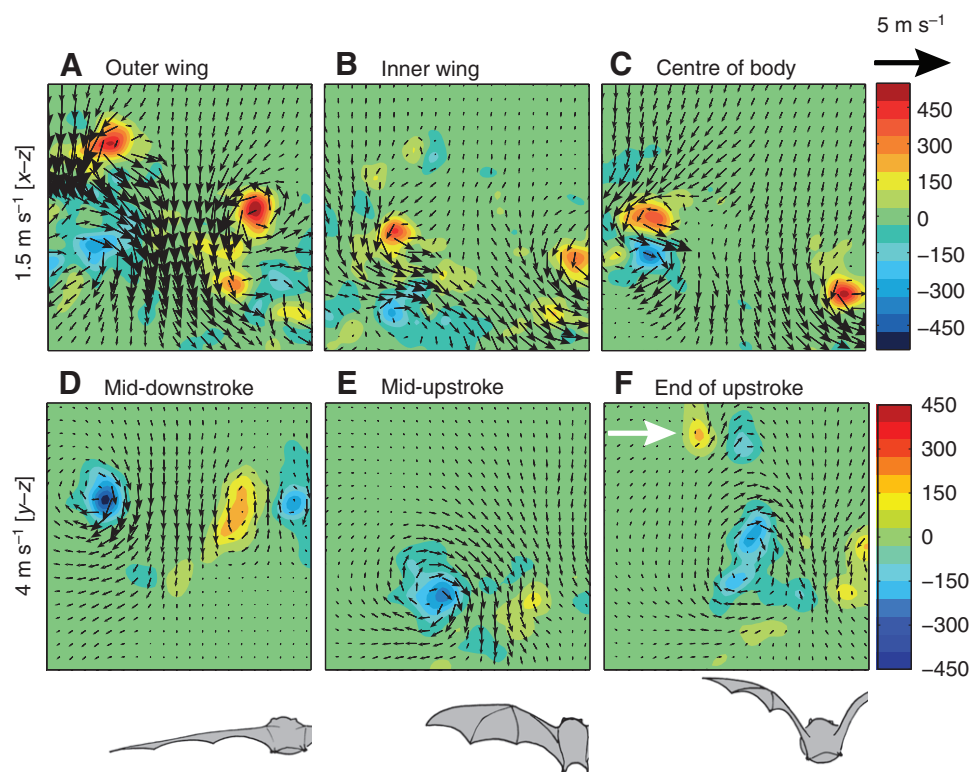 5 m s⁻¹
A Outer wing
B Inner wing
C Centre of body
1.5 m s⁻¹ [x–z]
450
300
150
0
−150
−300
−450
D Mid-downstroke
E Mid-upstroke
F End of upstroke
4 m s⁻¹ [y–z]
450
300
150
0
−150
−300
−450